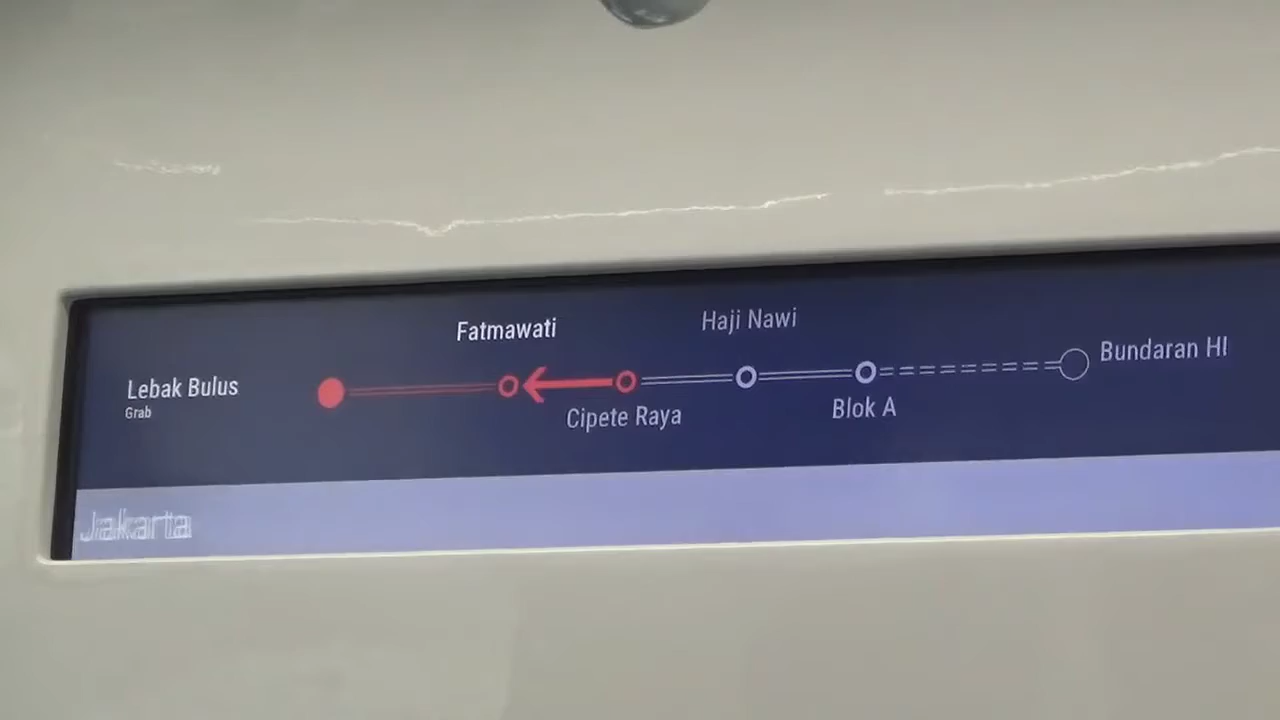 Fatmawati
Haji Nawi
Lebak Bulus
Grab
Cipete Raya
Blok A
Bundaran HI
Jakarta